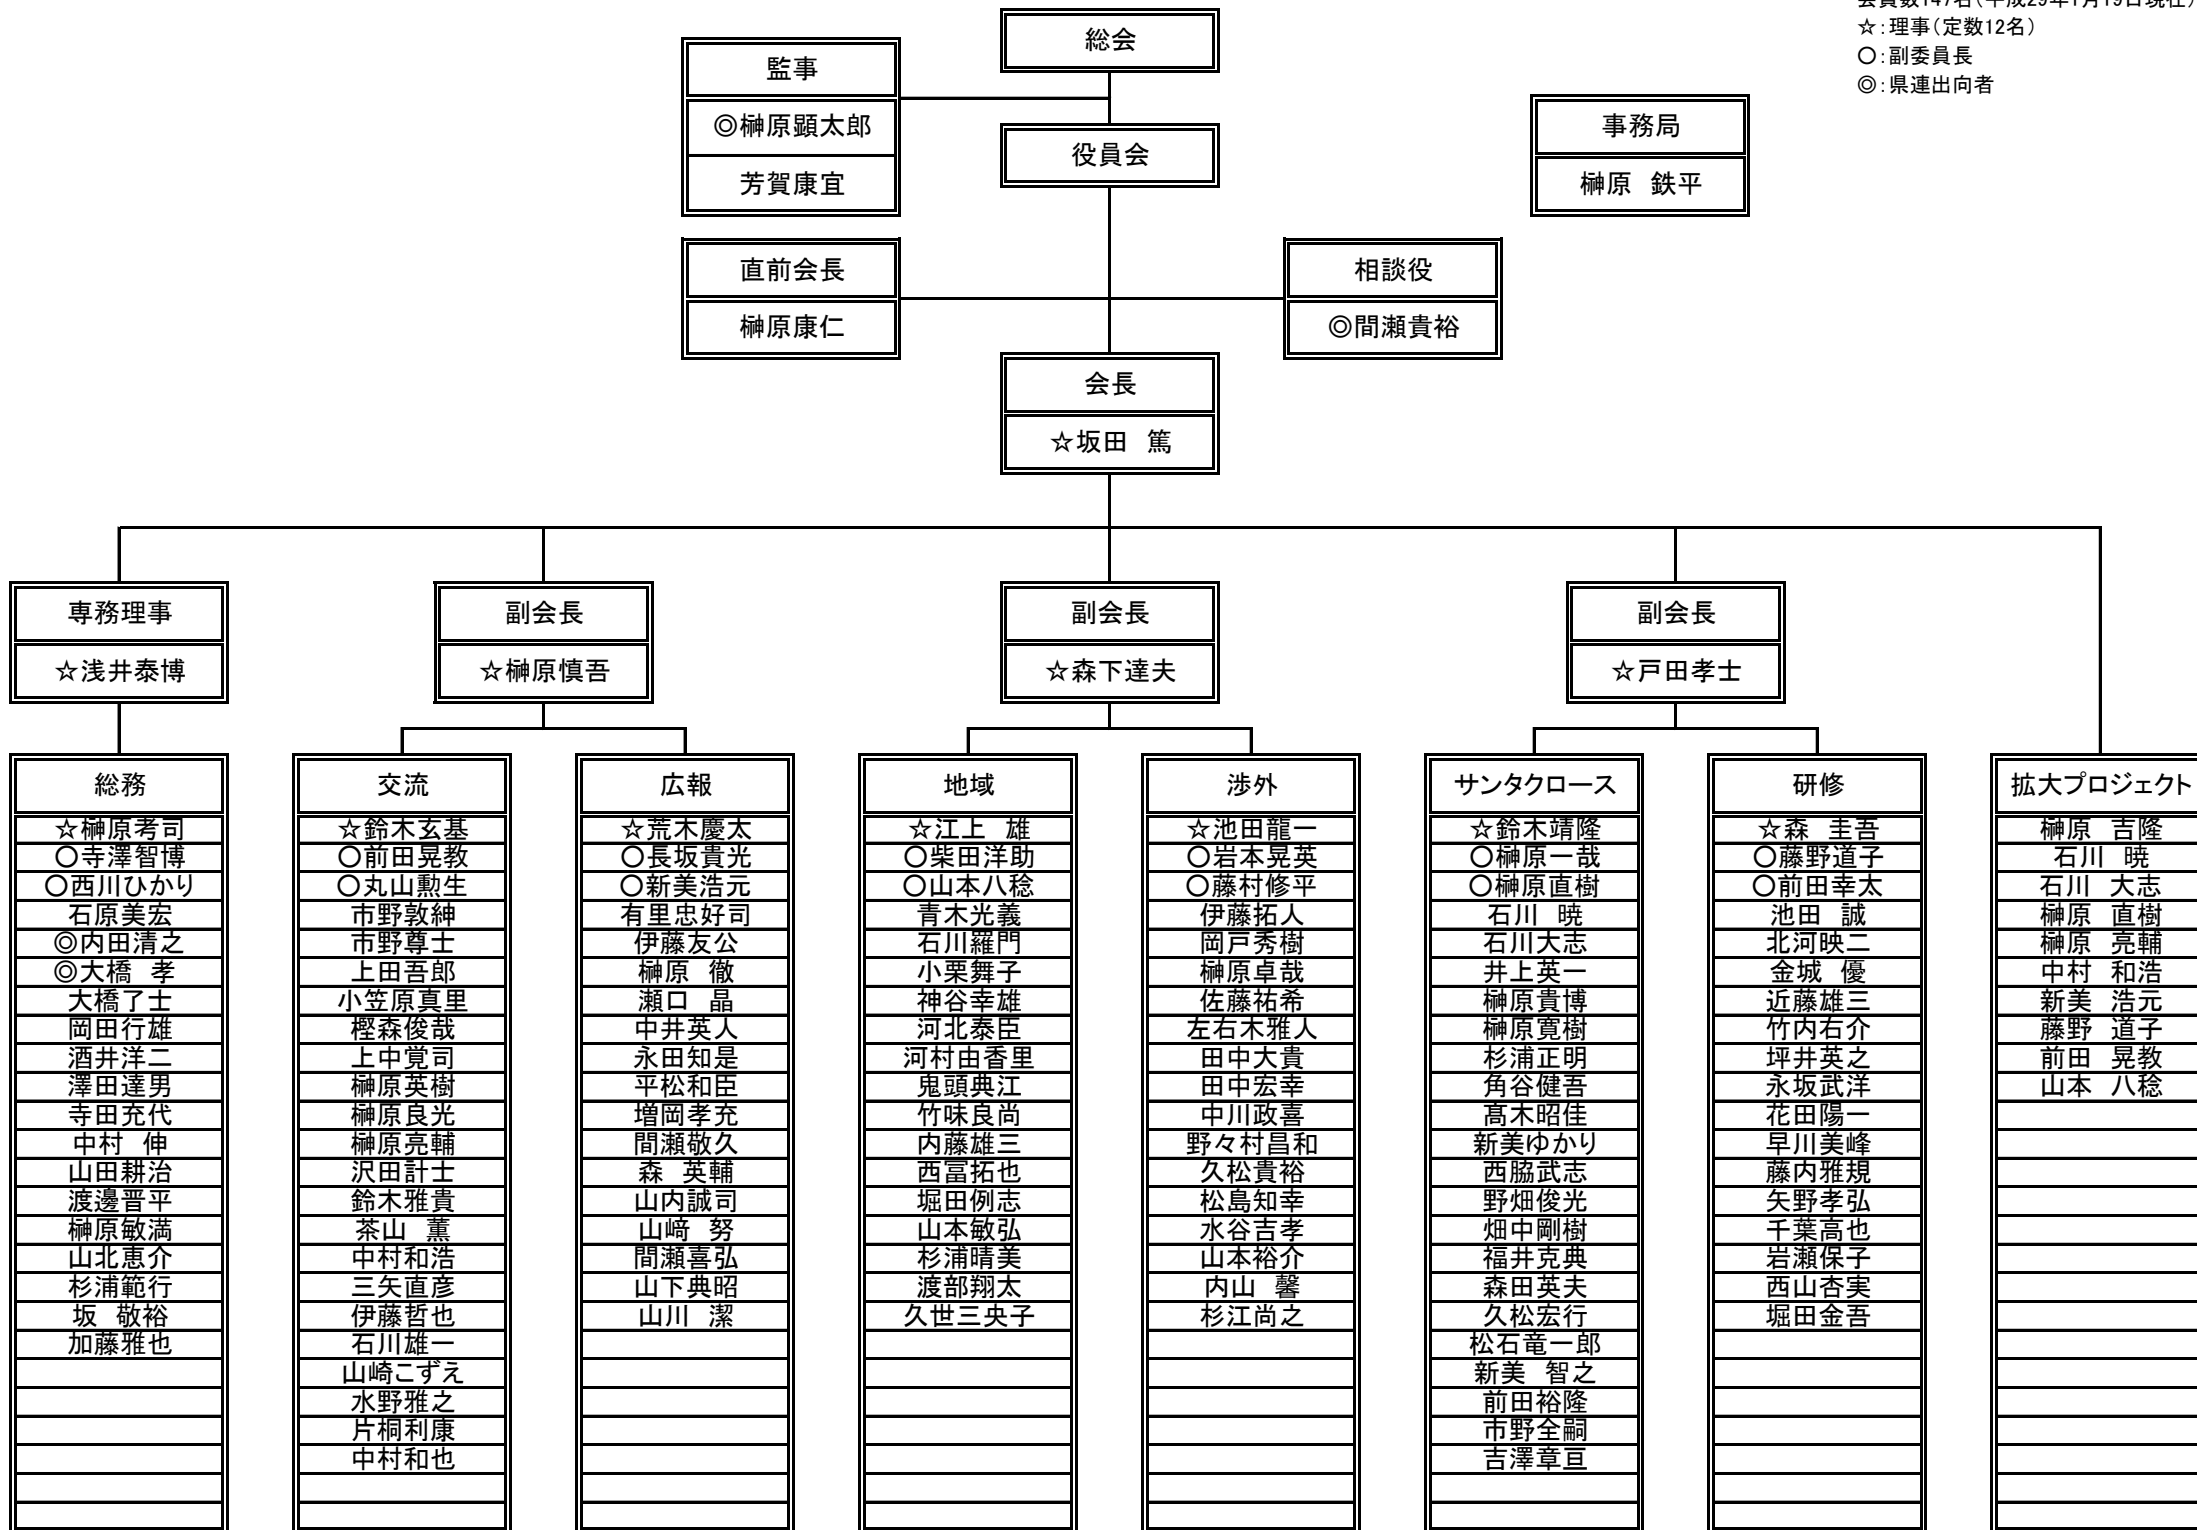 会員数147名(平成29年1月19日現在)
☆:理事(定数12名)
〇:副委員長
◎:県連出向者
総会
監事
◎榊原顕太郎
芳賀康宜
役員会
事務局
榊原　鉄平
直前会長
榊原康仁
相談役
◎間瀬貴裕
会長
☆坂田　篤
専務理事
☆浅井泰博
副会長
☆榊原慎吾
副会長
☆森下達夫
副会長
☆戸田孝士
総務
☆榊原考司
〇寺澤智博
〇西川ひかり
石原美宏
◎内田清之
◎大橋　孝
大橋了士
岡田行雄
酒井洋二
澤田達男
寺田充代
中村　伸
山田耕治
渡邊晋平
榊原敏満
山北恵介
杉浦範行
坂　敬裕
加藤雅也
交流
☆鈴木玄基
〇前田晃教
〇丸山勲生
市野敦紳
市野尊士
上田吾郎
小笠原真里
樫森俊哉
上中覚司
榊原英樹
榊原良光
榊原亮輔
沢田計士
鈴木雅貴
茶山　薫
中村和浩
三矢直彦
伊藤哲也
石川雄一
山崎こずえ
水野雅之
片桐利康
中村和也
広報
☆荒木慶太
〇長坂貴光
〇新美浩元
有里忠好司
伊藤友公
榊原　徹
瀬口　晶
中井英人
永田知是
平松和臣
増岡孝充
間瀬敬久
森　英輔
山内誠司
山﨑　努
間瀬喜弘
山下典昭
山川　潔
地域
☆江上　雄
〇柴田洋助
〇山本八稔
青木光義
石川羅門
小栗舞子
神谷幸雄
河北泰臣
河村由香里
鬼頭典江
竹味良尚
内藤雄三
西冨拓也
堀田例志
山本敏弘
杉浦晴美
渡部翔太
久世三央子
渉外
☆池田龍一
〇岩本晃英
〇藤村修平
伊藤拓人
岡戸秀樹
榊原卓哉
佐藤祐希
左右木雅人
田中大貴
田中宏幸
中川政喜
野々村昌和
久松貴裕
松島知幸
水谷吉孝
山本裕介
内山　馨
杉江尚之
サンタクロース
☆鈴木靖隆
〇榊原一哉
〇榊原直樹
石川　暁
石川大志
井上英一
榊原貴博
榊原寛樹
杉浦正明
角谷健吾
髙木昭佳
新美ゆかり
西脇武志
野畑俊光
畑中剛樹
福井克典
森田英夫
久松宏行
松石竜一郎
新美　智之
前田裕隆
市野全嗣
吉澤章亘
研修
☆森　圭吾
〇藤野道子
〇前田幸太
池田　誠
北河映二
金城　優
近藤雄三
竹内右介
坪井英之
永坂武洋
花田陽一
早川美峰
藤内雅規
矢野孝弘
千葉高也
岩瀬保子
西山杏実
堀田金吾
拡大プロジェクト
榊原　吉隆
石川　暁
石川　大志
榊原　直樹
榊原　亮輔
中村　和浩
新美　浩元
藤野　道子
前田　晃教
山本　八稔